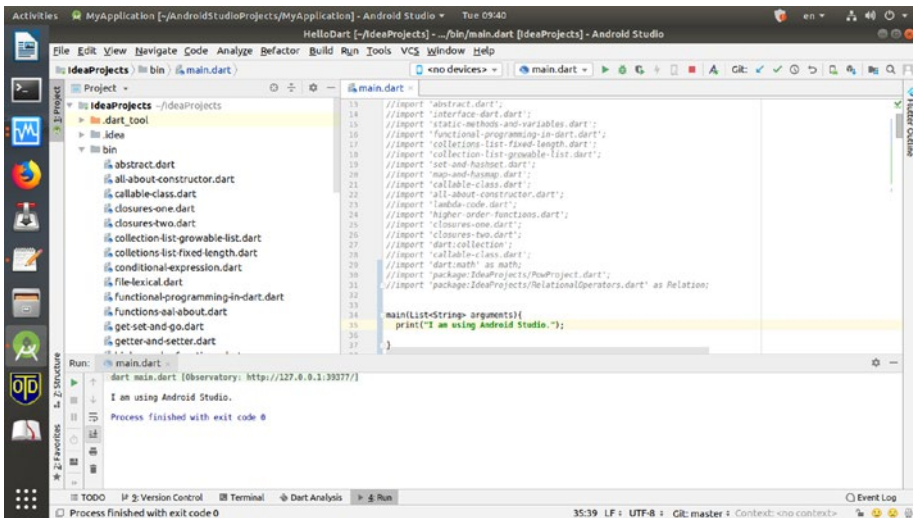 Activities MyApplication [~/AndroidStudioProjects/MyApplication] - Android Studio Tue 09:40 en
HelloDart [~/IdeaProjects] - .../bin/main.dart [IdeaProjects] - Android Studio
File Edit View Navigate Code Analyze Refactor Build Run Tools VCS Window Help
IdeaProjects bin main.dart <no devices> main.dart Git:
1: Project
Project
main.dart
Flutter Outline
IdeaProjects ~/IdeaProjects
.dart_tool
.idea
bin
abstract.dart
all-about-constructor.dart
callable-class.dart
closures-one.dart
closures-two.dart
collection-list-growable-list.dart
colletions-list-fixed-length.dart
conditional-expression.dart
file-lexical.dart
functional-programming-in-dart.dart
functions-aal-about.dart
get-set-and-go.dart
getter-and-setter.dart
13 //import 'abstract.dart';
14 //import 'interface-dart.dart';
15 //import 'static-methods-and-variables.dart';
16 //import 'functional-programming-in-dart.dart';
17 //import 'colletions-list-fixed-length.dart';
18 //import 'collection-list-growable-list.dart';
19 //import 'set-and-hashset.dart';
20 //import 'map-and-hasmap.dart';
21 //import 'callable-class.dart';
22 //import 'all-about-constructor.dart';
23 //import 'lambda-code.dart';
24 //import 'higher-order-functions.dart';
25 //import 'closures-one.dart';
26 //import 'closures-two.dart';
27 //import 'dart:collection';
28 //import 'callable-class.dart';
29 //import 'dart:math' as math;
30 //import 'package:IdeaProjects/PowProject.dart';
31 //import 'package:IdeaProjects/RelationalOperators.dart' as Relation;
32
33
34 main(List<String> arguments){
35 print("I am using Android Studio.");
36
37 }
Run: main.dart
dart main.dart [Observatory: http://127.0.0.1:39377/]
I am using Android Studio.
Process finished with exit code 0
Z: Structure
2: Favorites
TODO 9: Version Control Terminal Dart Analysis 4: Run Event Log
Process finished with exit code 0 35:39 LF UTF-8 Git: master Context: <no context>